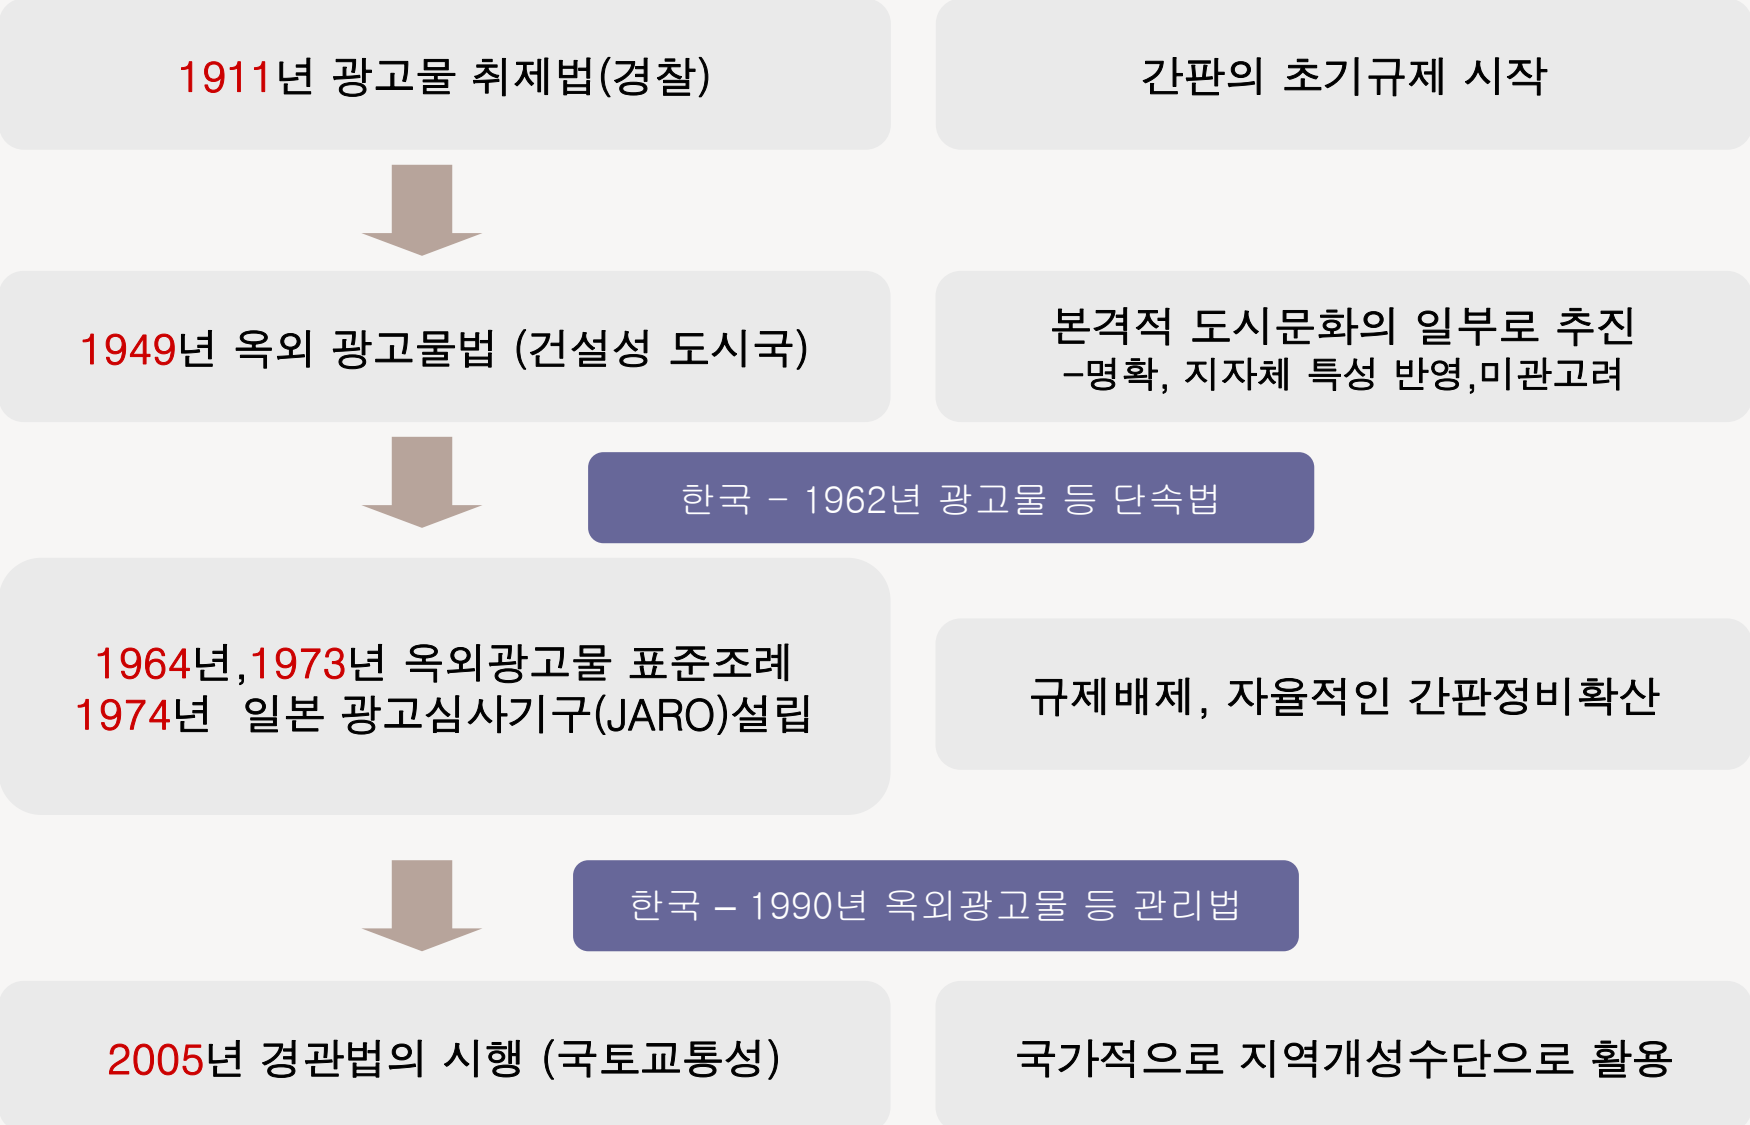 1911년 광고물 취제법(경찰)
간판의 초기규제 시작
1949년 옥외 광고물법 (건설성 도시국)
본격적 도시문화의 일부로 추진
-명확, 지자체 특성 반영,미관고려
한국 - 1962년 광고물 등 단속법
1964년,1973년 옥외광고물 표준조례
1974년 일본 광고심사기구(JARO)설립
규제배제, 자율적인 간판정비확산
한국 – 1990년 옥외광고물 등 관리법
2005년 경관법의 시행 (국토교통성)
국가적으로 지역개성수단으로 활용